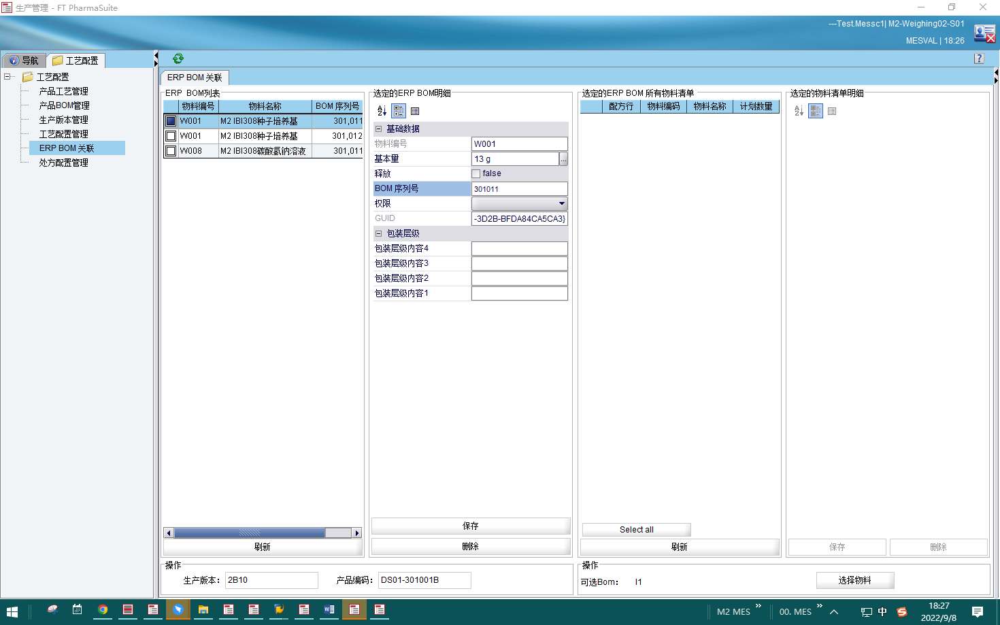 生产管理 - FT PharmaSuite
---Test.Messc1| M2-Weighing02-S01
MESVAL | 18:26
导航
工艺配置
?
工艺配置
产品工艺管理
产品BOM管理
生产版本管理
工艺配置管理
ERP BOM 关联
处方配置管理
ERP BOM 关联
ERP BOM列表
物料编号 物料名称 BOM 序列号
W001 M2 IBI308种子培养基 301,011
W001 M2 IBI308种子培养基 301,012
W008 M2 IBI308碳酸氢钠溶液 301,011
刷新
选定的ERP BOM明细
基础数据
物料编号 W001
基本量 13 g ...
释放 false
BOM 序列号 301011
权限
GUID -3D2B-BFDA84CA5CA3}
包装层级
包装层级内容4
包装层级内容3
包装层级内容2
包装层级内容1
保存
删除
选定的ERP BOM 所有物料清单
配方行 物料编码 物料名称 计划数量
Select all
刷新
选定的物料清单明细
保存 删除
操作
生产版本: 2B10 产品编码: DS01-301001B
操作
可选Bom: I1 选择物料
M2 MES » 00. MES » 中 18:27
2022/9/8